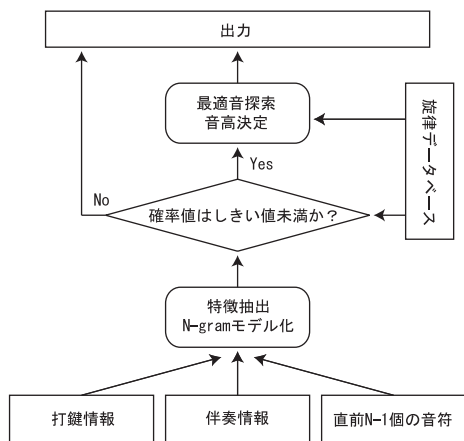 出力
最適音探索
音高決定
旋律データベース
Yes
No
確率値はしきい値未満か?
特徴抽出
N-gramモデル化
打鍵情報
伴奏情報
直前N-1個の音符